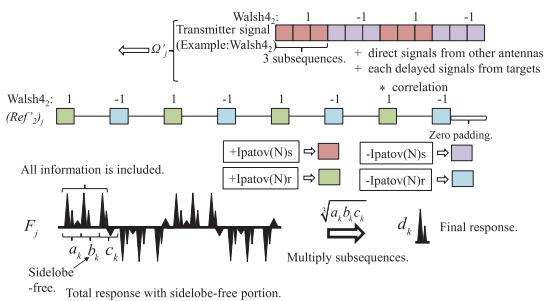 Walsh4₂: 1 -1 1 -1
Transmitter signal
(Example:Walsh4₂)
Ω'ⱼ
3 subsequences.
+ direct signals from other antennas
+ each delayed signals from targets
* correlation
Walsh4₂: 1 -1 1 -1 1 -1 1 -1
(Ref'₂)ⱼ
Zero padding.
+Ipatov(N)s
-Ipatov(N)s
+Ipatov(N)r
-Ipatov(N)r
All information is included.
Fⱼ
aₖ bₖ cₖ
∛aₖbₖcₖ
dₖ
Final response.
Multiply subsequences.
Sidelobe
-free.
Total response with sidelobe-free portion.